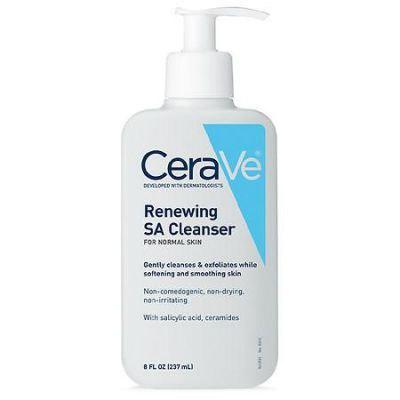 CeraVe®
DEVELOPED WITH DERMATOLOGISTS
Renewing
SA Cleanser
FOR NORMAL SKIN
Gently cleanses & exfoliates while
softening and smoothing skin
Non-comedogenic, non-drying,
non-irritating
With salicylic acid, ceramides
8 FL OZ (237 mL)